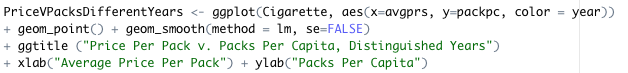 PriceVPacksDifferentYears <- ggplot(Cigarette, aes(x=avgprs, y=packpc, color = year))
+ geom_point() + geom_smooth(method = lm, se=FALSE)
+ ggtitle ("Price Per Pack v. Packs Per Capita, Distinguished Years")
+ xlab("Average Price Per Pack") + ylab("Packs Per Capita")